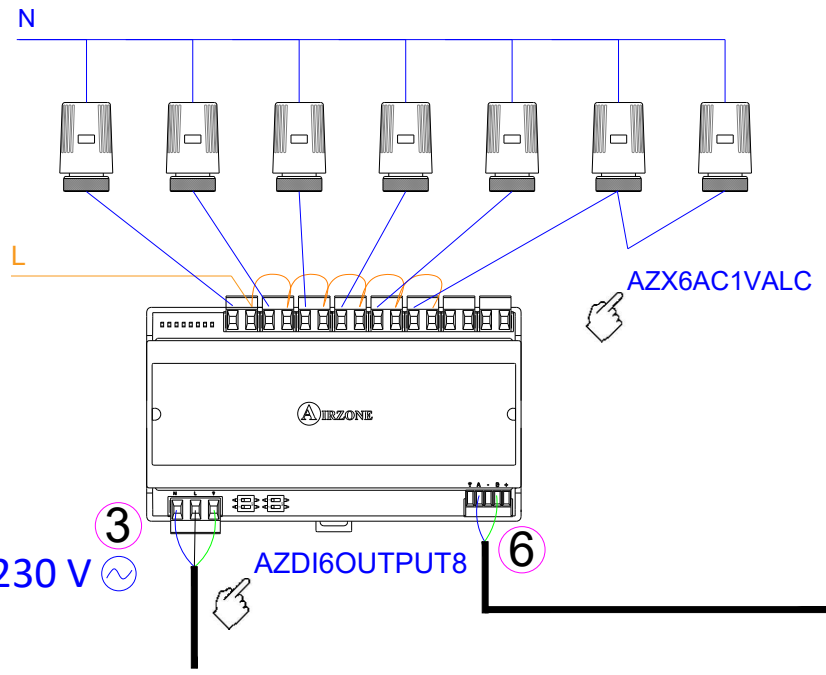 N
L
AZX6AC1VALC
AIRZONE
N L
A - B +
3
6
230 V
AZDI6OUTPUT8